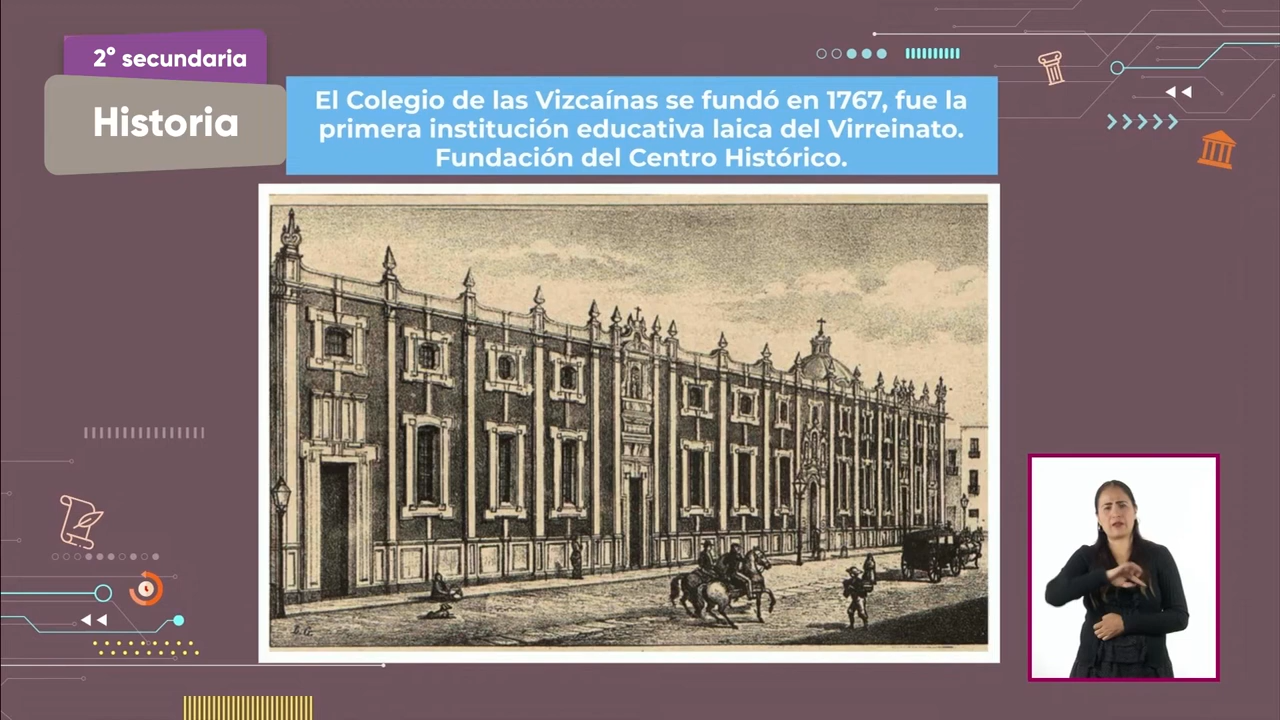 2° secundaria
Historia
El Colegio de las Vizcaínas se fundó en 1767, fue la
primera institución educativa laica del Virreinato.
Fundación del Centro Histórico.